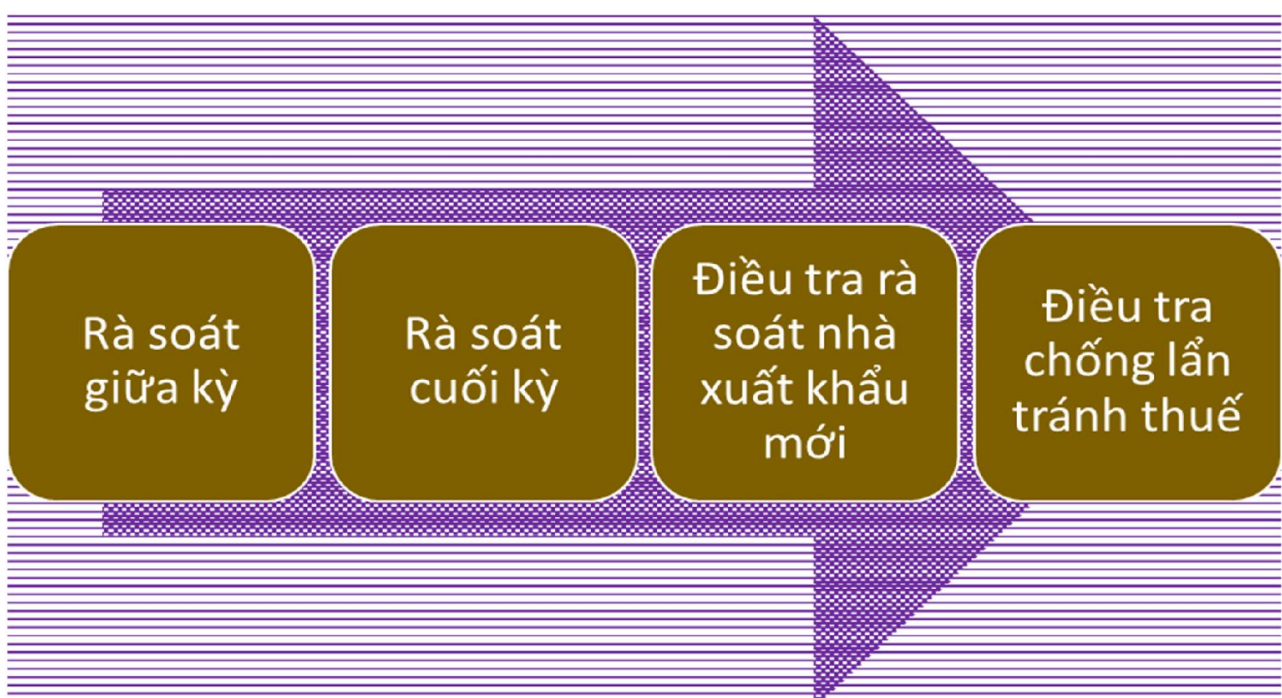 Rà soát
giữa kỳ
Rà soát
cuối kỳ
Điều tra rà
soát nhà
xuất khẩu
mới
Điều tra
chống lẩn
tránh thuế